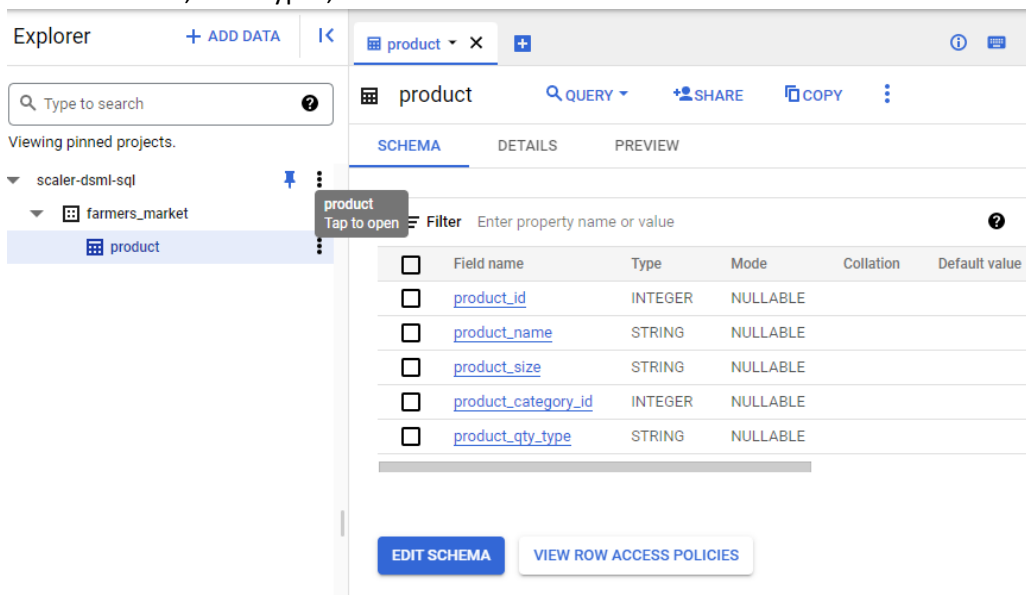 Explorer + ADD DATA
product
Type to search
product QUERY SHARE COPY
Viewing pinned projects.
SCHEMA DETAILS PREVIEW
scaler-dsml-sql
product
Tap to open
farmers_market
Filter Enter property name or value
product
Field name Type Mode Collation Default value
product_id INTEGER NULLABLE
product_name STRING NULLABLE
product_size STRING NULLABLE
product_category_id INTEGER NULLABLE
product_qty_type STRING NULLABLE
EDIT SCHEMA VIEW ROW ACCESS POLICIES